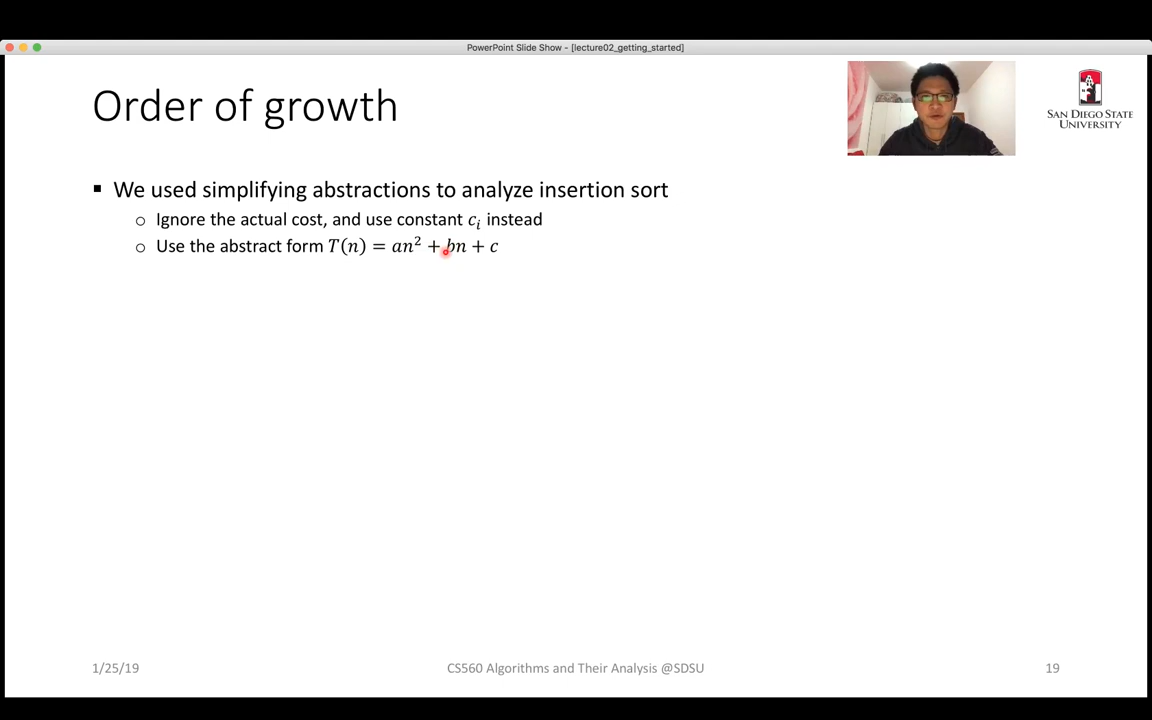 PowerPoint Slide Show - [lecture02_getting_started]
Order of growth
SAN DIEGO STATE
UNIVERSITY
▪ We used simplifying abstractions to analyze insertion sort
○ Ignore the actual cost, and use constant cᵢ instead
○ Use the abstract form T(n) = an² + bn + c
1/25/19
CS560 Algorithms and Their Analysis @SDSU
19